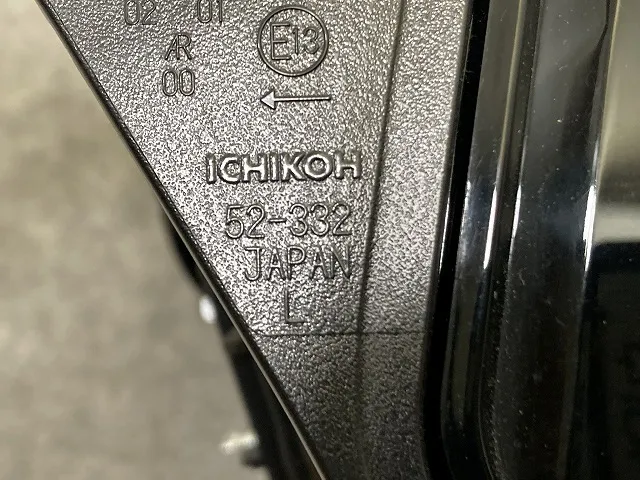 02 01
AR
00
E13
←
ICHIKOH
52-332
JAPAN
L